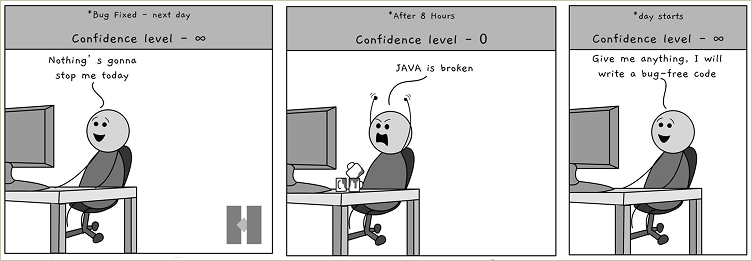 *Bug Fixed - next day
Confidence level - ∞
Nothing's gonna
stop me today
*After 8 Hours
Confidence level - 0
JAVA is broken
*day starts
Confidence level - ∞
Give me anything, I will
write a bug-free code